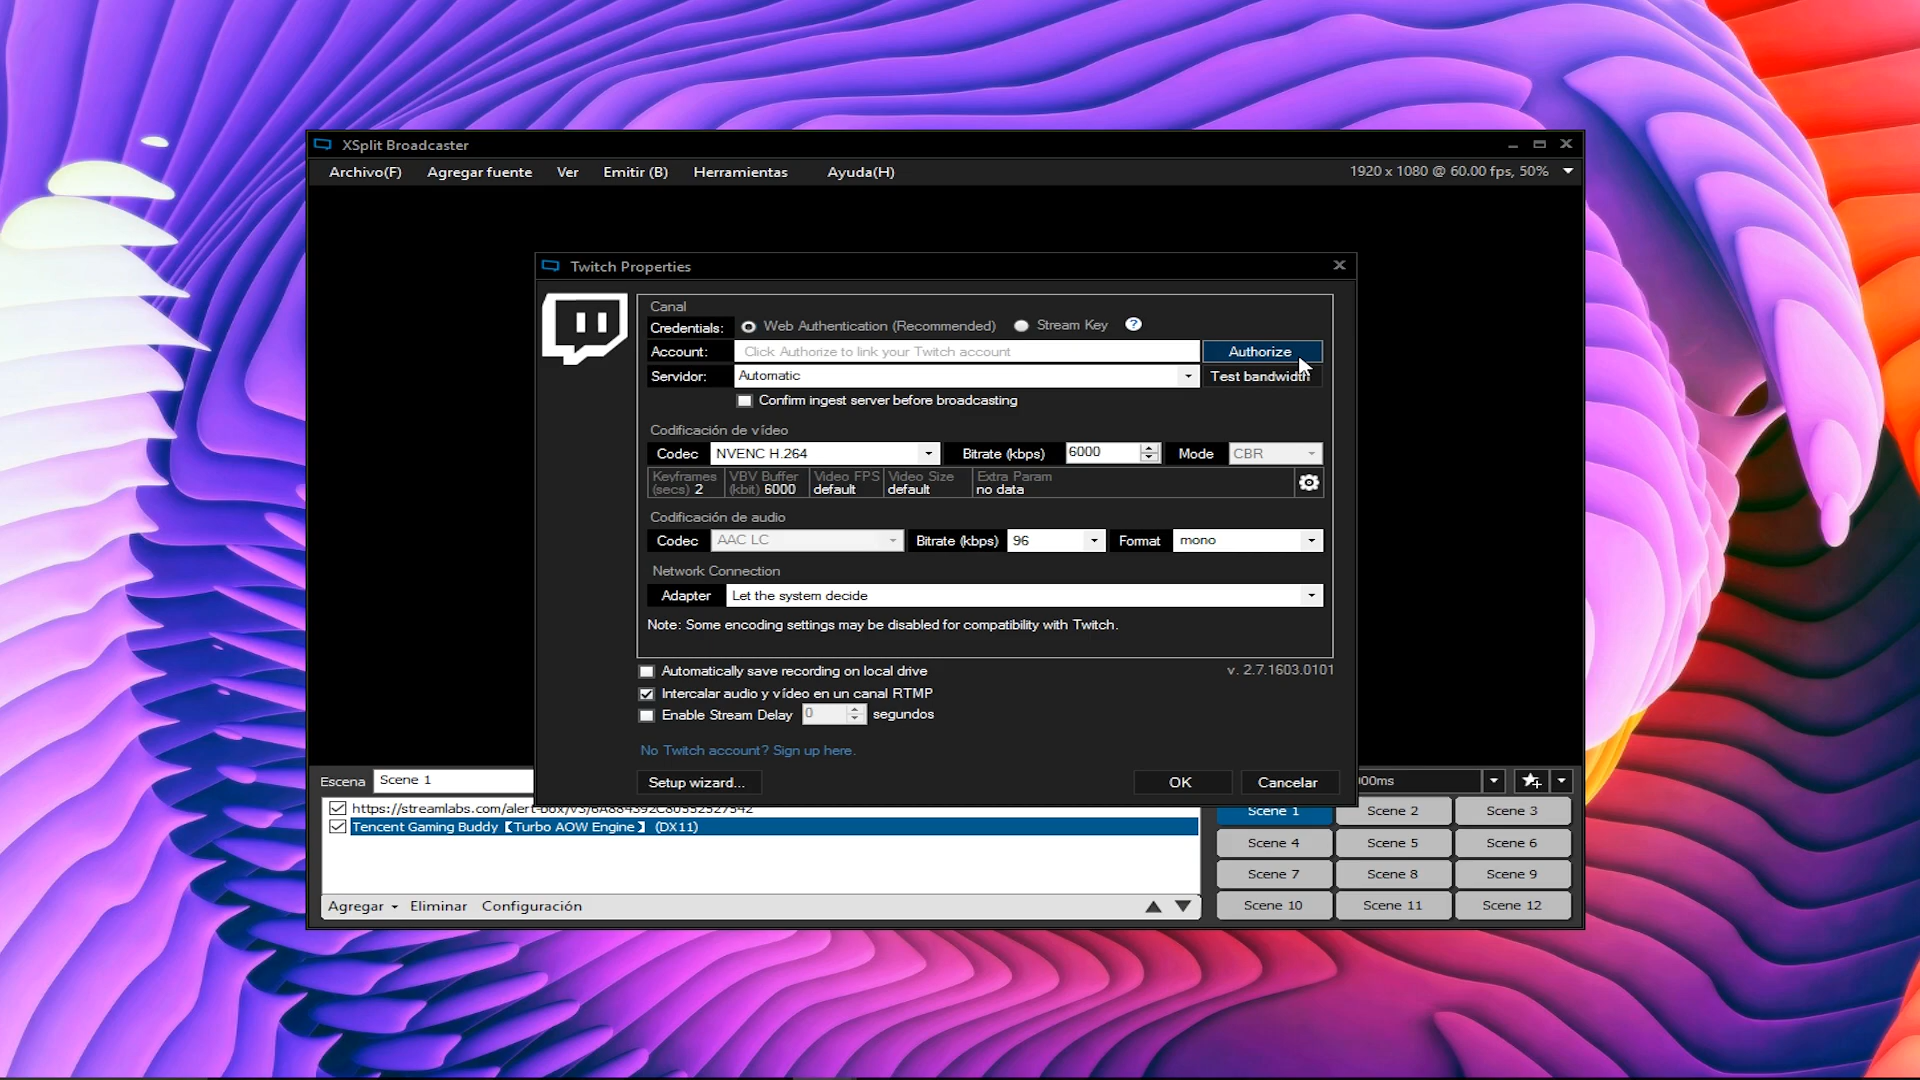 XSplit Broadcaster
Archivo(F) Agregar fuente Ver Emitir (B) Herramientas Ayuda(H) 1920 x 1080 @ 60.00 fps, 50%
Twitch Properties
Canal
Credentials: Web Authentication (Recommended) Stream Key ?
Account: Click Authorize to link your Twitch account Authorize
Servidor: Automatic Test bandwidth
Confirm ingest server before broadcasting
Codificación de vídeo
Codec NVENC H.264 Bitrate (kbps) 6000 Mode CBR
Keyframes VBV Buffer Video FPS Video Size Extra Param
(secs) 2 (kbit) 6000 default default no data
Codificación de audio
Codec AAC LC Bitrate (kbps) 96 Format mono
Network Connection
Adapter Let the system decide
Note: Some encoding settings may be disabled for compatibility with Twitch.
Automatically save recording on local drive v. 2.7.1603.0101
Intercalar audio y vídeo en un canal RTMP
Enable Stream Delay 0 segundos
No Twitch account? Sign up here.
Setup wizard... OK Cancelar
Escena Scene 1 00ms
https://streamlabs.com/alert-box/v3/6A884392C80552527542
Tencent Gaming Buddy【Turbo AOW Engine】 (DX11)
Scene 1 Scene 2 Scene 3
Scene 4 Scene 5 Scene 6
Scene 7 Scene 8 Scene 9
Scene 10 Scene 11 Scene 12
Agregar Eliminar Configuración